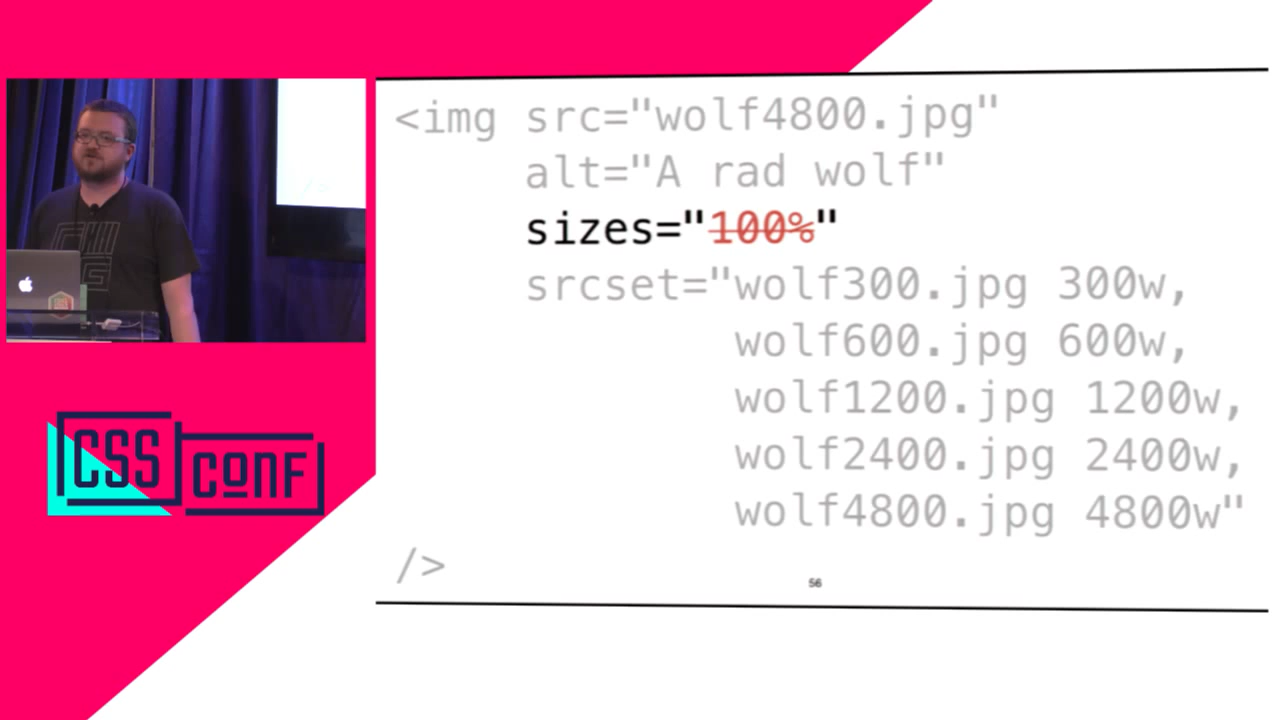 <img src="wolf4800.jpg"
alt="A rad wolf"
sizes="100%"
srcset="wolf300.jpg 300w,
wolf600.jpg 600w,
wolf1200.jpg 1200w,
wolf2400.jpg 2400w,
wolf4800.jpg 4800w"
/>
56
CSS
CONF